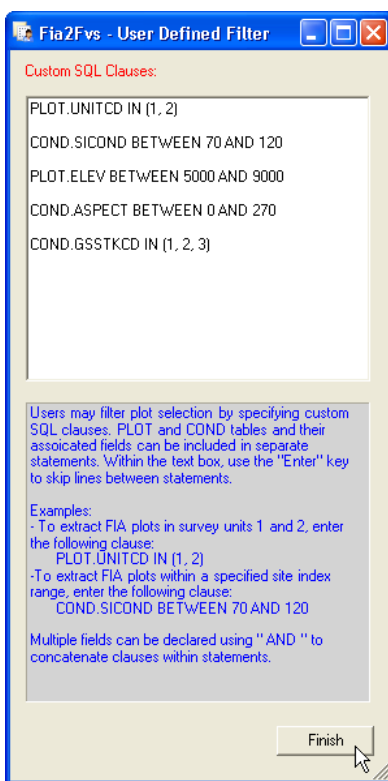 Fia2Fvs - User Defined Filter
Custom SQL Clauses:
PLOT.UNITCD IN (1, 2)
COND.SICOND BETWEEN 70 AND 120
PLOT.ELEV BETWEEN 5000 AND 9000
COND.ASPECT BETWEEN 0 AND 270
COND.GSSTKCD IN (1, 2, 3)
Users may filter plot selection by specifying custom
SQL clauses. PLOT and COND tables and their
assoicated fields can be included in separate
statements. Within the text box, use the "Enter" key
to skip lines between statements.
Examples:
- To extract FIA plots in survey units 1 and 2, enter
the following clause:
PLOT.UNITCD IN (1, 2)
-To extract FIA plots within a specified site index
range, enter the following clause:
COND.SICOND BETWEEN 70 AND 120
Multiple fields can be declared using " AND " to
concatenate clauses within statements.
Finish